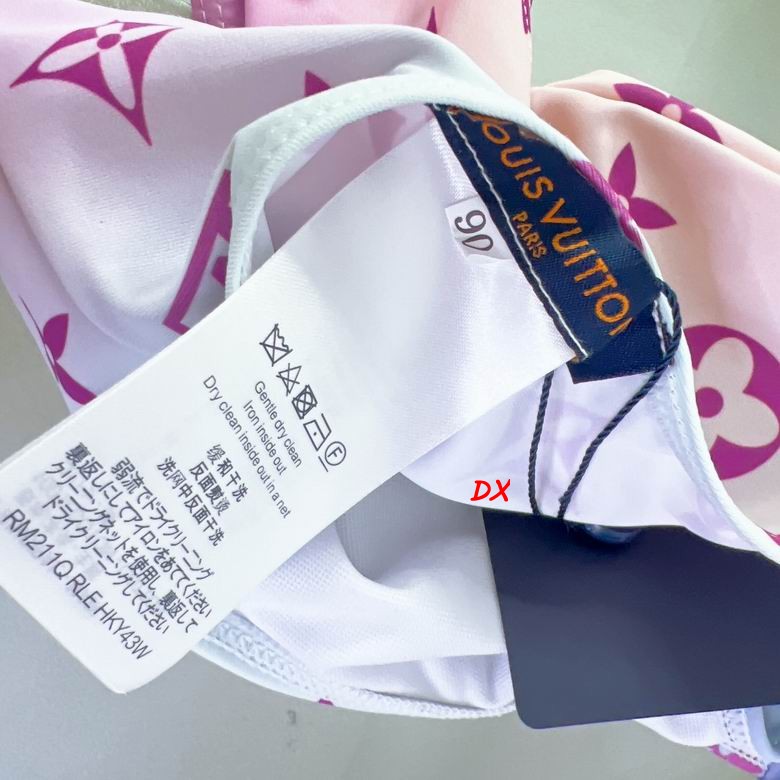 LOUIS VUITTON
PARIS
90
Gentle dry clean
Iron inside out.
Dry clean inside out in a net
缓和干洗
反面熨烫
洗网中反面干洗
弱流でドライクリーニング
裏返しにしてアイロンをあててください
クリーニングネットを使用し、裏返して
ドライクリーニングしてください
RM211Q RLE HKY43W
DX